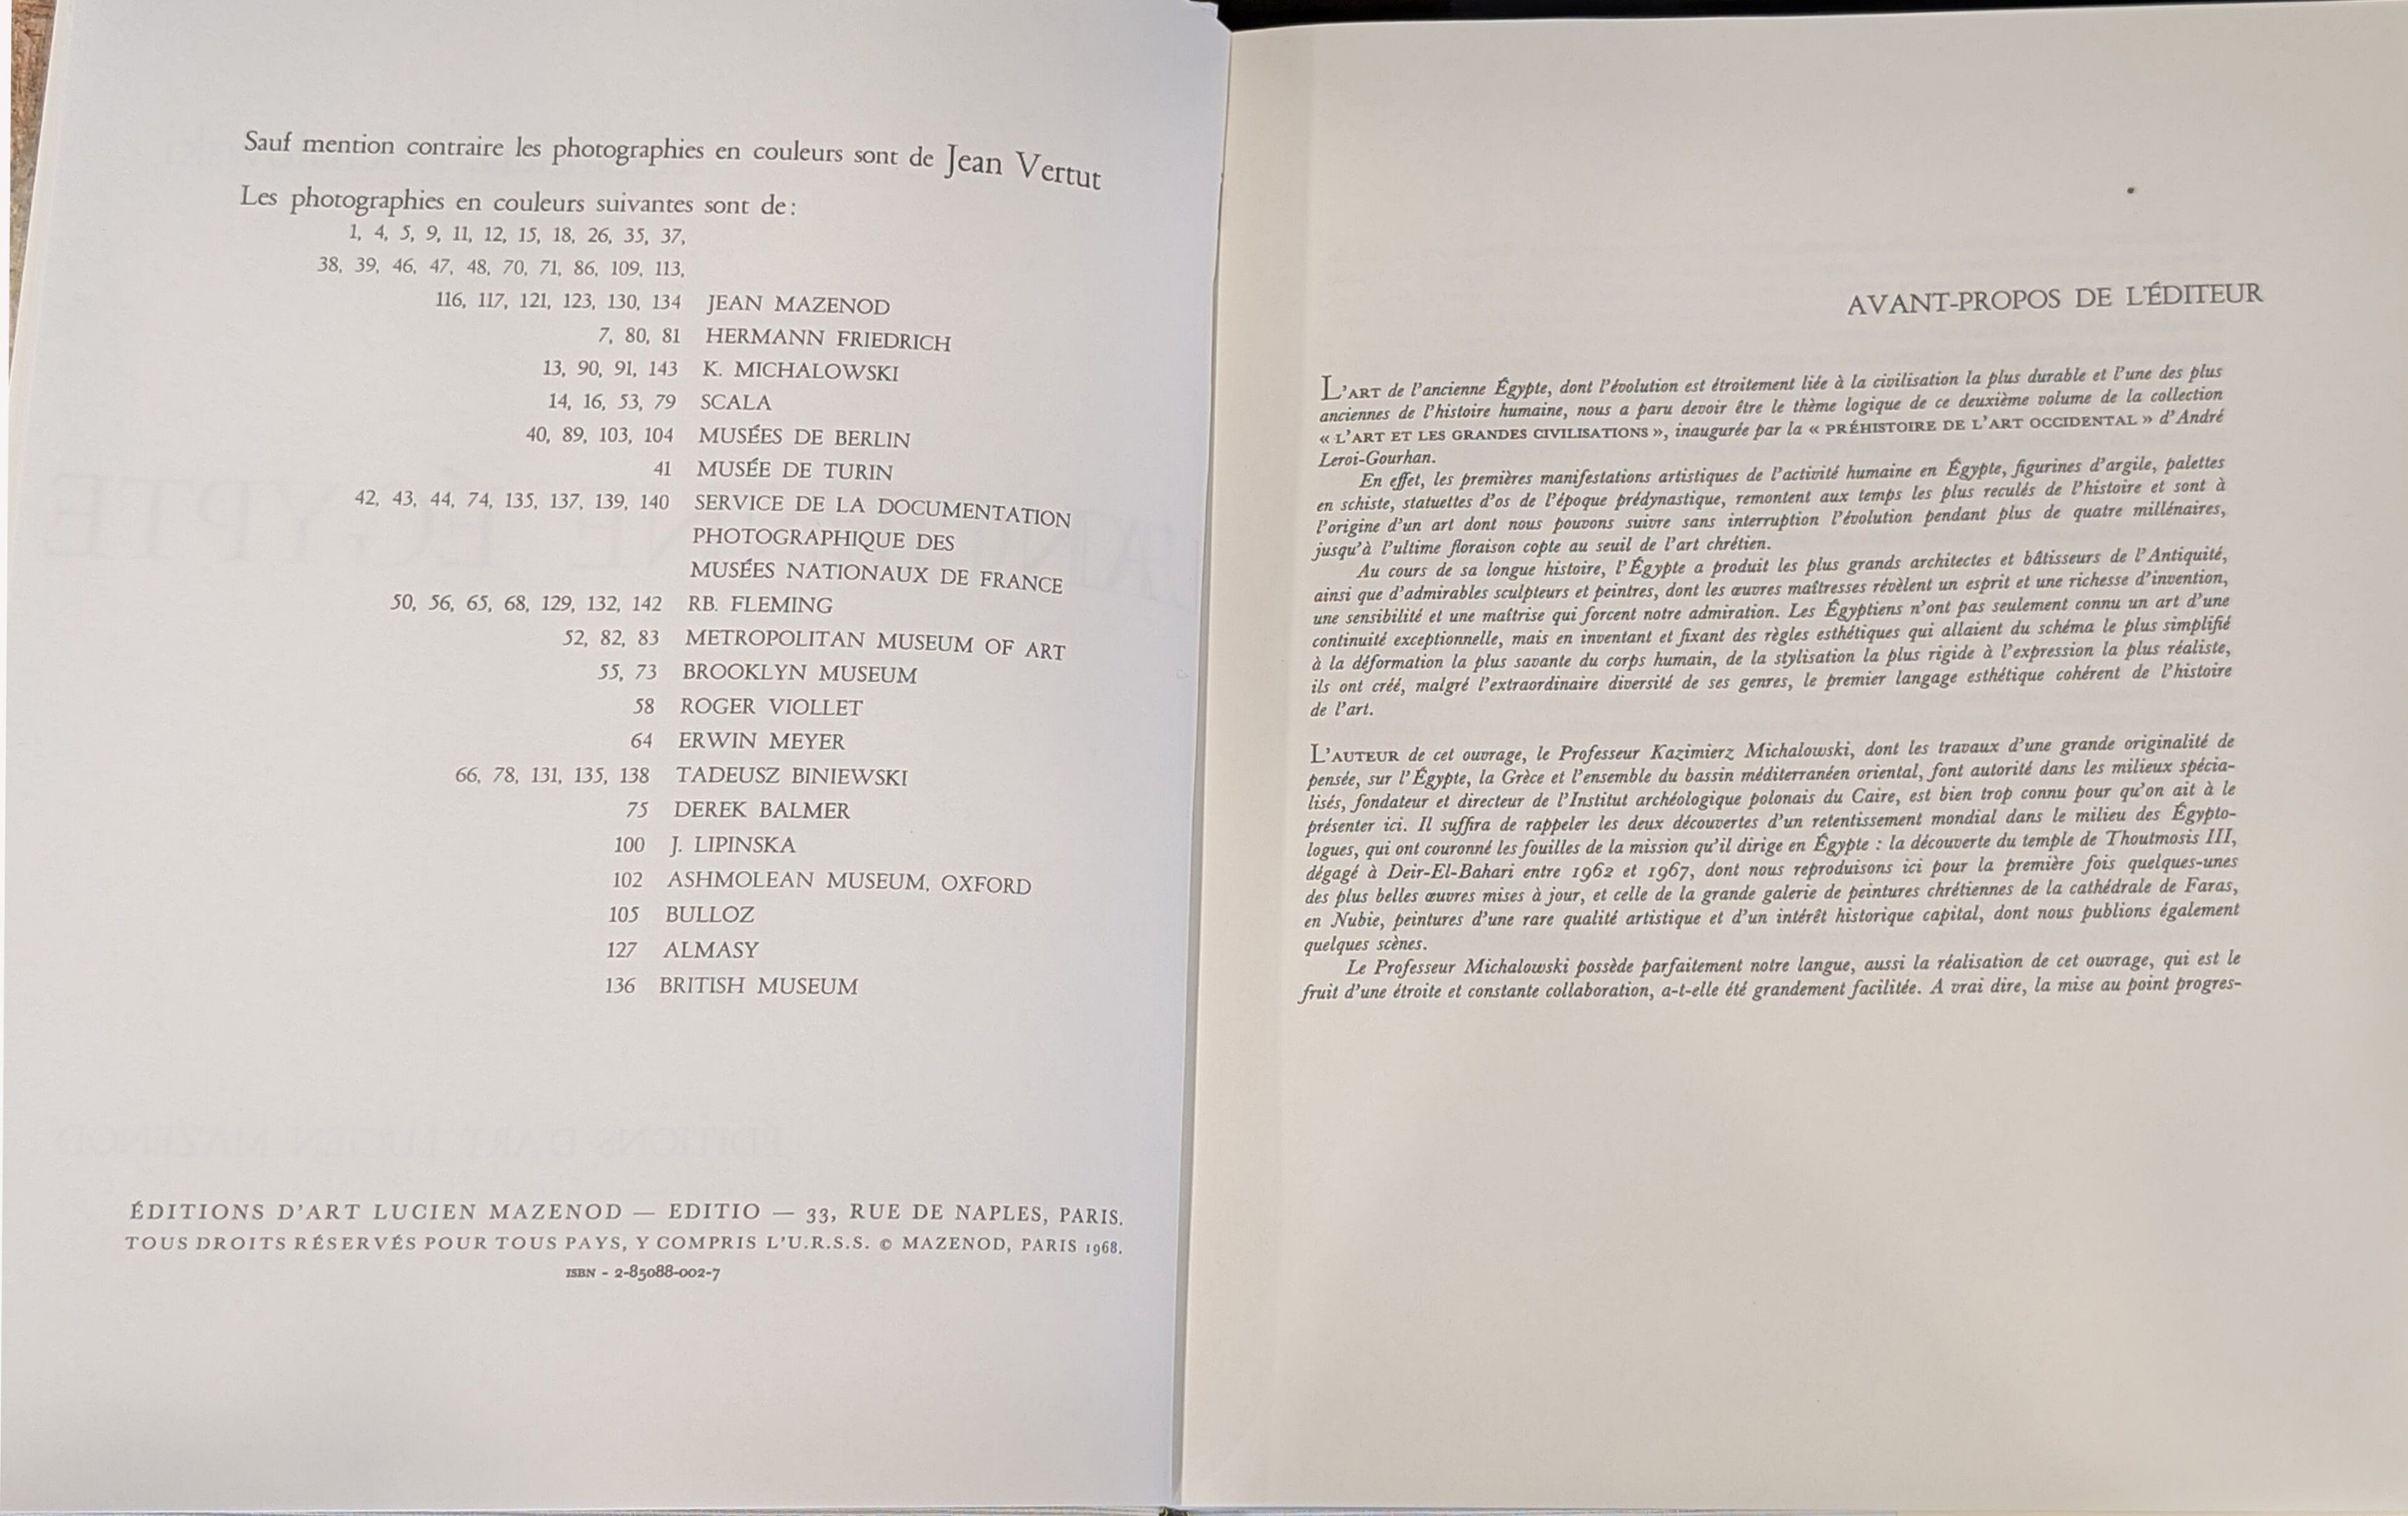 Sauf mention contraire les photographies en couleurs sont de Jean Vertut
Les photographies en couleurs suivantes sont de :
1, 4, 5, 9, 11, 12, 15, 18, 26, 35, 37,
38, 39, 46, 47, 48, 70, 71, 86, 109, 113,
116, 117, 121, 123, 130, 134 JEAN MAZENOD
7, 80, 81 HERMANN FRIEDRICH
13, 90, 91, 143 K. MICHALOWSKI
14, 16, 53, 79 SCALA
40, 89, 103, 104 MUSÉES DE BERLIN
41 MUSÉE DE TURIN
42, 43, 44, 74, 135, 137, 139, 140 SERVICE DE LA DOCUMENTATION
PHOTOGRAPHIQUE DES
MUSÉES NATIONAUX DE FRANCE
50, 56, 65, 68, 129, 132, 142 RB. FLEMING
52, 82, 83 METROPOLITAN MUSEUM OF ART
55, 73 BROOKLYN MUSEUM
58 ROGER VIOLLET
64 ERWIN MEYER
66, 78, 131, 135, 138 TADEUSZ BINIEWSKI
75 DEREK BALMER
100 J. LIPINSKA
102 ASHMOLEAN MUSEUM, OXFORD
105 BULLOZ
127 ALMASY
136 BRITISH MUSEUM
ÉDITIONS D'ART LUCIEN MAZENOD — EDITIO — 33, RUE DE NAPLES, PARIS.
TOUS DROITS RÉSERVÉS POUR TOUS PAYS, Y COMPRIS L'U.R.S.S. © MAZENOD, PARIS 1968.
ISBN - 2-85088-002-7
AVANT-PROPOS DE L'ÉDITEUR
L'ART de l'ancienne Égypte, dont l'évolution est étroitement liée à la civilisation la plus durable et l'une des plus
anciennes de l'histoire humaine, nous a paru devoir être le thème logique de ce deuxième volume de la collection
« L'ART ET LES GRANDES CIVILISATIONS », inaugurée par la « PRÉHISTOIRE DE L'ART OCCIDENTAL » d'André
Leroi-Gourhan.
En effet, les premières manifestations artistiques de l'activité humaine en Égypte, figurines d'argile, palettes
en schiste, statuettes d'os de l'époque prédynastique, remontent aux temps les plus reculés de l'histoire et sont à
l'origine d'un art dont nous pouvons suivre sans interruption l'évolution pendant plus de quatre millénaires,
jusqu'à l'ultime floraison copte au seuil de l'art chrétien.
Au cours de sa longue histoire, l'Égypte a produit les plus grands architectes et bâtisseurs de l'Antiquité,
ainsi que d'admirables sculpteurs et peintres, dont les œuvres maîtresses révèlent un esprit et une richesse d'invention,
une sensibilité et une maîtrise qui forcent notre admiration. Les Égyptiens n'ont pas seulement connu un art d'une
continuité exceptionnelle, mais en inventant et fixant des règles esthétiques qui allaient du schéma le plus simplifié
à la déformation la plus savante du corps humain, de la stylisation la plus rigide à l'expression la plus réaliste,
ils ont créé, malgré l'extraordinaire diversité de ses genres, le premier langage esthétique cohérent de l'histoire
de l'art.
L'AUTEUR de cet ouvrage, le Professeur Kazimierz Michalowski, dont les travaux d'une grande originalité de
pensée, sur l'Égypte, la Grèce et l'ensemble du bassin méditerranéen oriental, font autorité dans les milieux spécia-
lisés, fondateur et directeur de l'Institut archéologique polonais du Caire, est bien trop connu pour qu'on ait à le
présenter ici. Il suffira de rappeler les deux découvertes d'un retentissement mondial dans le milieu des Égypto-
logues, qui ont couronné les fouilles de la mission qu'il dirige en Égypte : la découverte du temple de Thoutmosis III,
dégagé à Deir-El-Bahari entre 1962 et 1967, dont nous reproduisons ici pour la première fois quelques-unes
des plus belles œuvres mises à jour, et celle de la grande galerie de peintures chrétiennes de la cathédrale de Faras,
en Nubie, peintures d'une rare qualité artistique et d'un intérêt historique capital, dont nous publions également
quelques scènes.
Le Professeur Michalowski possède parfaitement notre langue, aussi la réalisation de cet ouvrage, qui est le
fruit d'une étroite et constante collaboration, a-t-elle été grandement facilitée. A vrai dire, la mise au point progres-